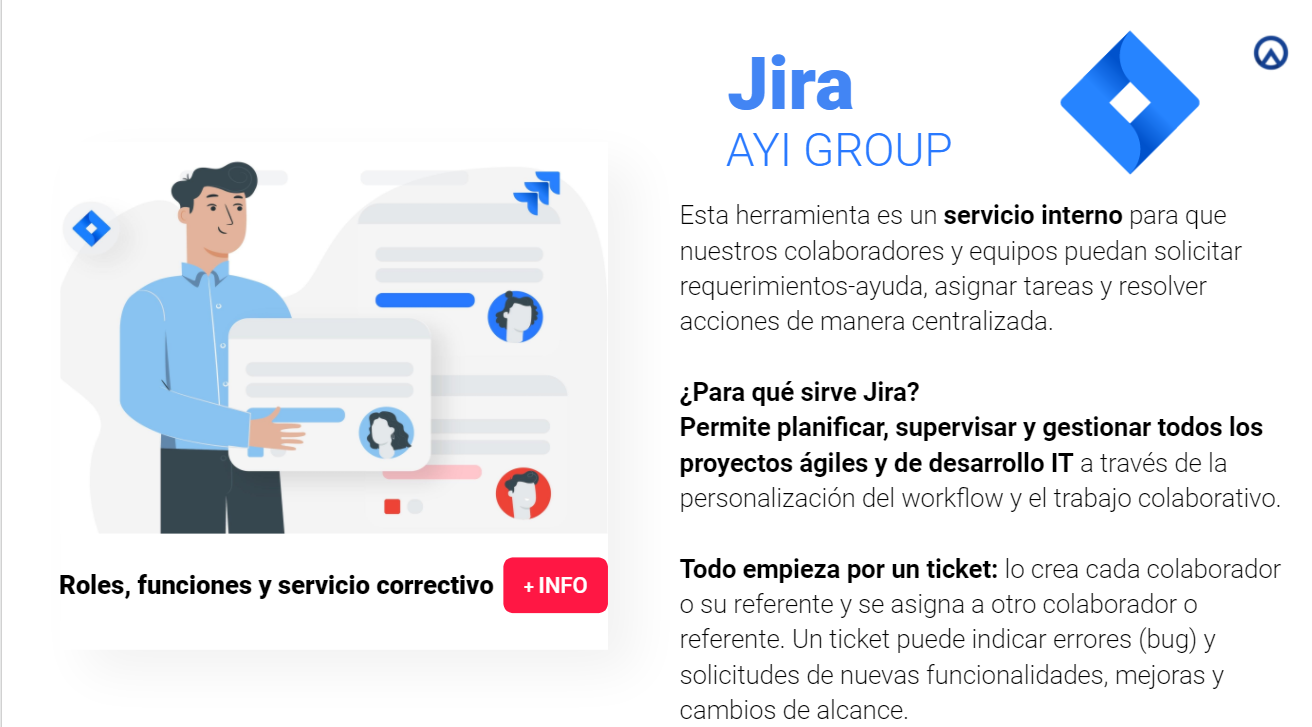 Jira
AYI GROUP
Esta herramienta es un servicio interno para que
nuestros colaboradores y equipos puedan solicitar
requerimientos-ayuda, asignar tareas y resolver
acciones de manera centralizada.
¿Para qué sirve Jira?
Permite planificar, supervisar y gestionar todos los
proyectos ágiles y de desarrollo IT a través de la
personalización del workflow y el trabajo colaborativo.
Todo empieza por un ticket: lo crea cada colaborador
o su referente y se asigna a otro colaborador o
referente. Un ticket puede indicar errores (bug) y
solicitudes de nuevas funcionalidades, mejoras y
cambios de alcance.
Roles, funciones y servicio correctivo
+ INFO